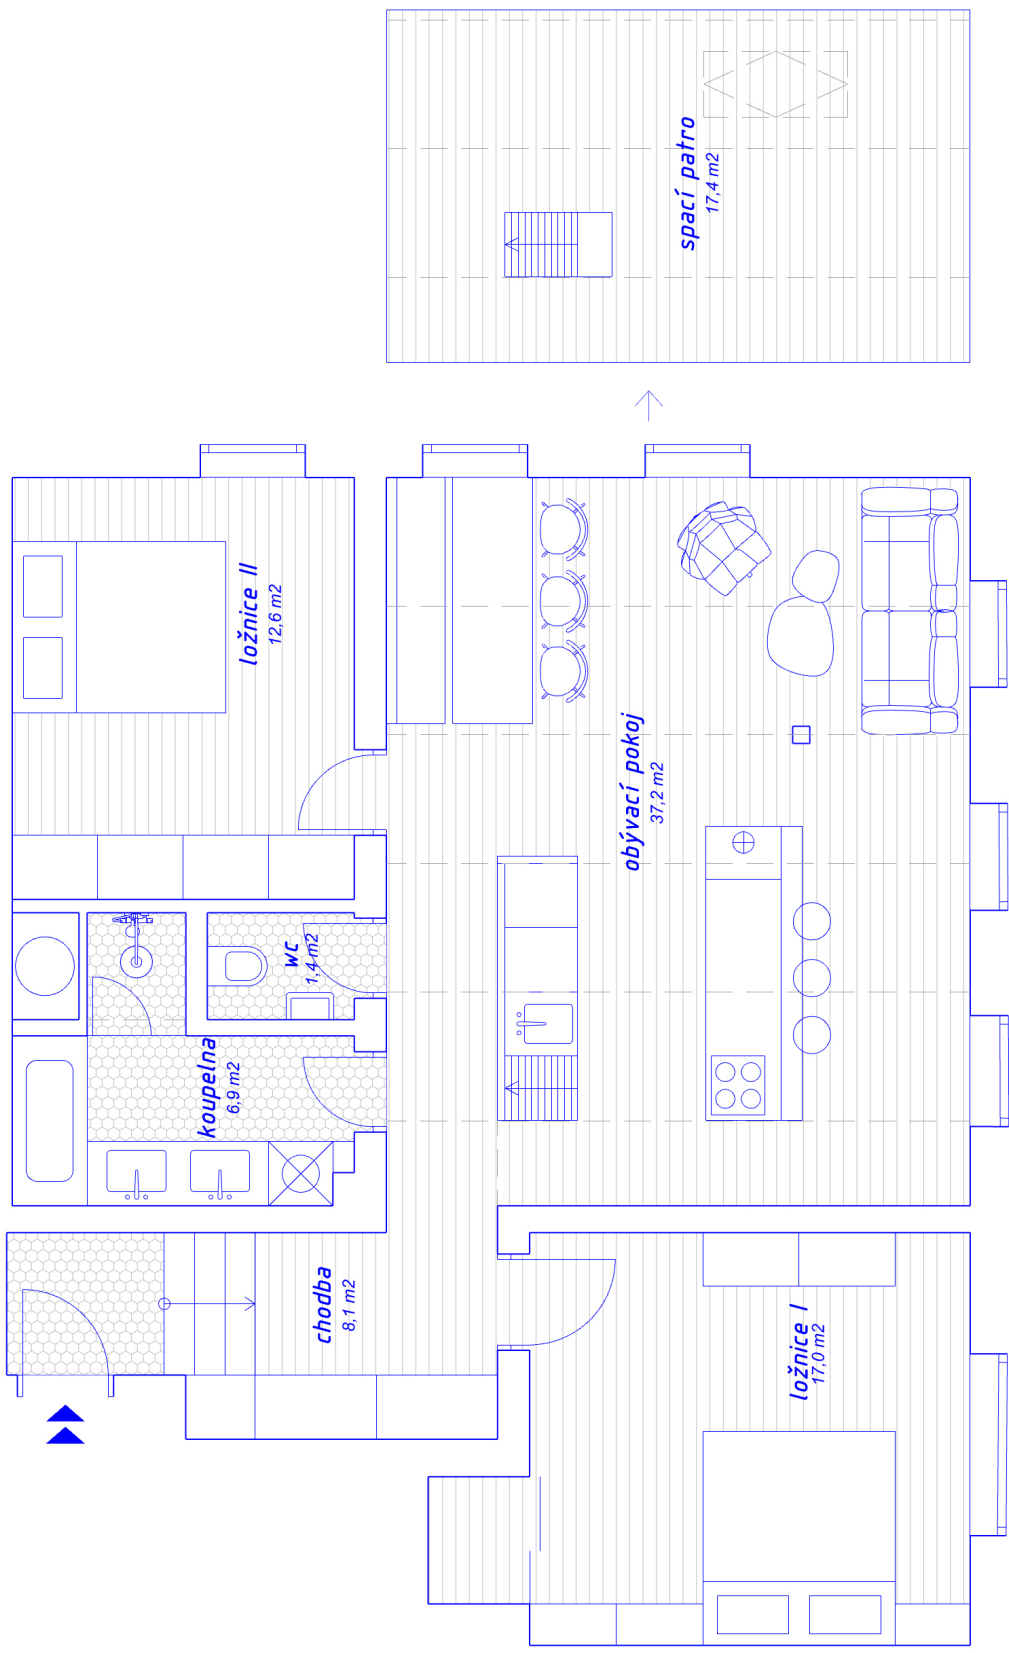 spací patro
17,4 m2
ložnice II
12,6 m2
obývací pokoj
37,2 m2
wc
1,4 m2
koupelna
6,9 m2
chodba
8,1 m2
ložnice I
17,0 m2